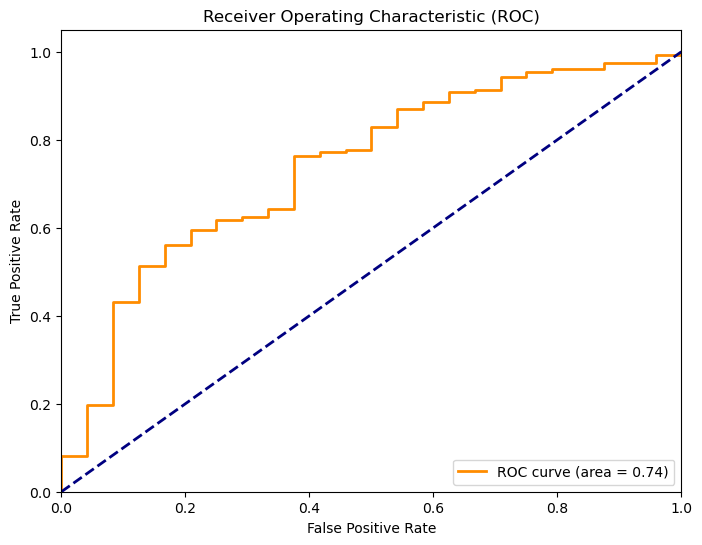 Receiver Operating Characteristic (ROC)
1.0
0.8
0.6
0.4
0.2
0.0
True Positive Rate
ROC curve (area = 0.74)
0.0 0.2 0.4 0.6 0.8 1.0
False Positive Rate